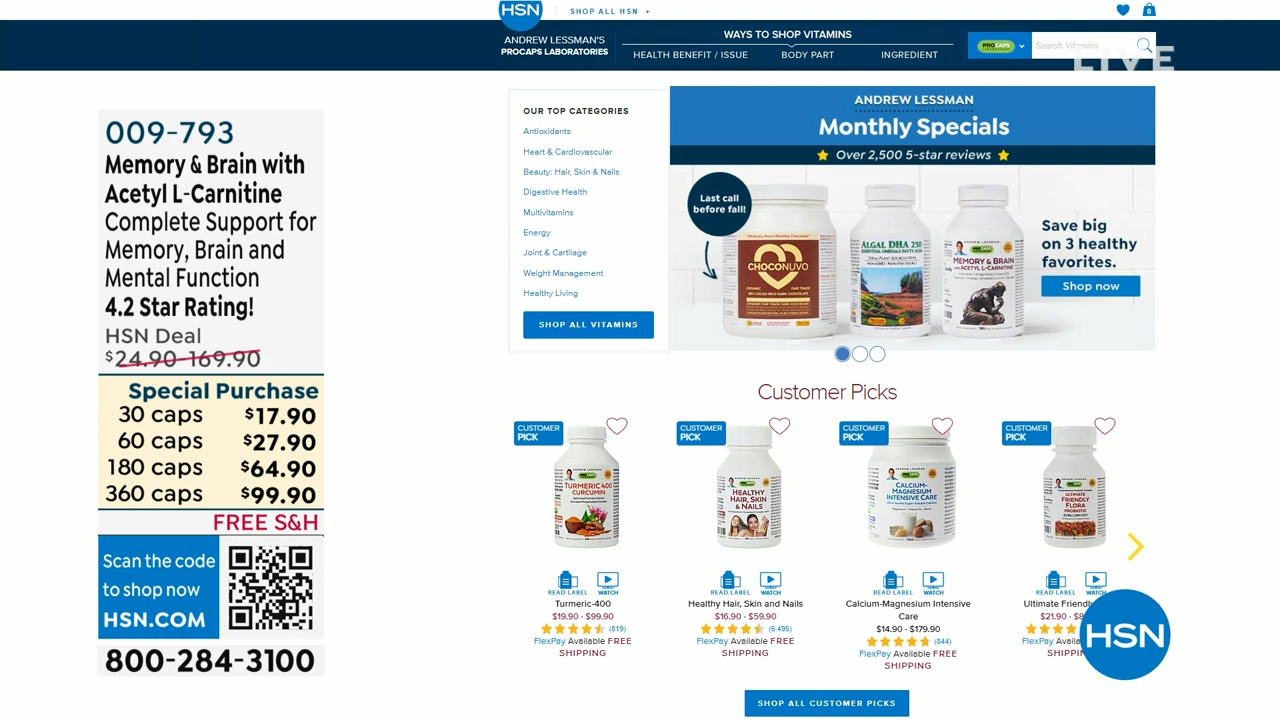 HSN
SHOP ALL HSN +
0
ANDREW LESSMAN'S
PROCAPS LABORATORIES
WAYS TO SHOP VITAMINS
HEALTH BENEFIT / ISSUE
BODY PART
INGREDIENT
PROCAPS
Search Vitamins
LIVE
009-793
Memory & Brain with
Acetyl L-Carnitine
Complete Support for
Memory, Brain and
Mental Function
4.2 Star Rating!
HSN Deal
$24.90-169.90
Special Purchase
30 caps $17.90
60 caps $27.90
180 caps $64.90
360 caps $99.90
FREE S&H
Scan the code
to shop now
HSN.COM
800-284-3100
OUR TOP CATEGORIES
Antioxidants
Heart & Cardiovascular
Beauty: Hair, Skin & Nails
Digestive Health
Multivitamins
Energy
Joint & Cartilage
Weight Management
Healthy Living
SHOP ALL VITAMINS
ANDREW LESSMAN
Monthly Specials
Over 2,500 5-star reviews
Last call
before fall!
CHOCONUVO
ALGAL DHA 250
MEMORY & BRAIN
with ACETYL L-CARNITINE
Save big
on 3 healthy
favorites.
Shop now
Customer Picks
CUSTOMER
PICK
TURMERIC 400
CURCUMIN
READ LABEL
WATCH
Turmeric-400
$19.90 - $99.90
(819)
FlexPay Available FREE
SHIPPING
CUSTOMER
PICK
HEALTHY
HAIR, SKIN
& NAILS
READ LABEL
WATCH
Healthy Hair, Skin and Nails
$16.90 - $59.90
(6,495)
FlexPay Available FREE
SHIPPING
CUSTOMER
PICK
CALCIUM-
MAGNESIUM
INTENSIVE CARE
READ LABEL
WATCH
Calcium-Magnesium Intensive
Care
$14.90 - $179.90
(844)
FlexPay Available FREE
SHIPPING
CUSTOMER
PICK
ULTIMATE
FRIENDLY
FLORA
PROBIOTIC
READ LABEL
WATCH
Ultimate Friendl
$21.90 - $8
FlexPay Availab
SHIPPIN
HSN
SHOP ALL CUSTOMER PICKS